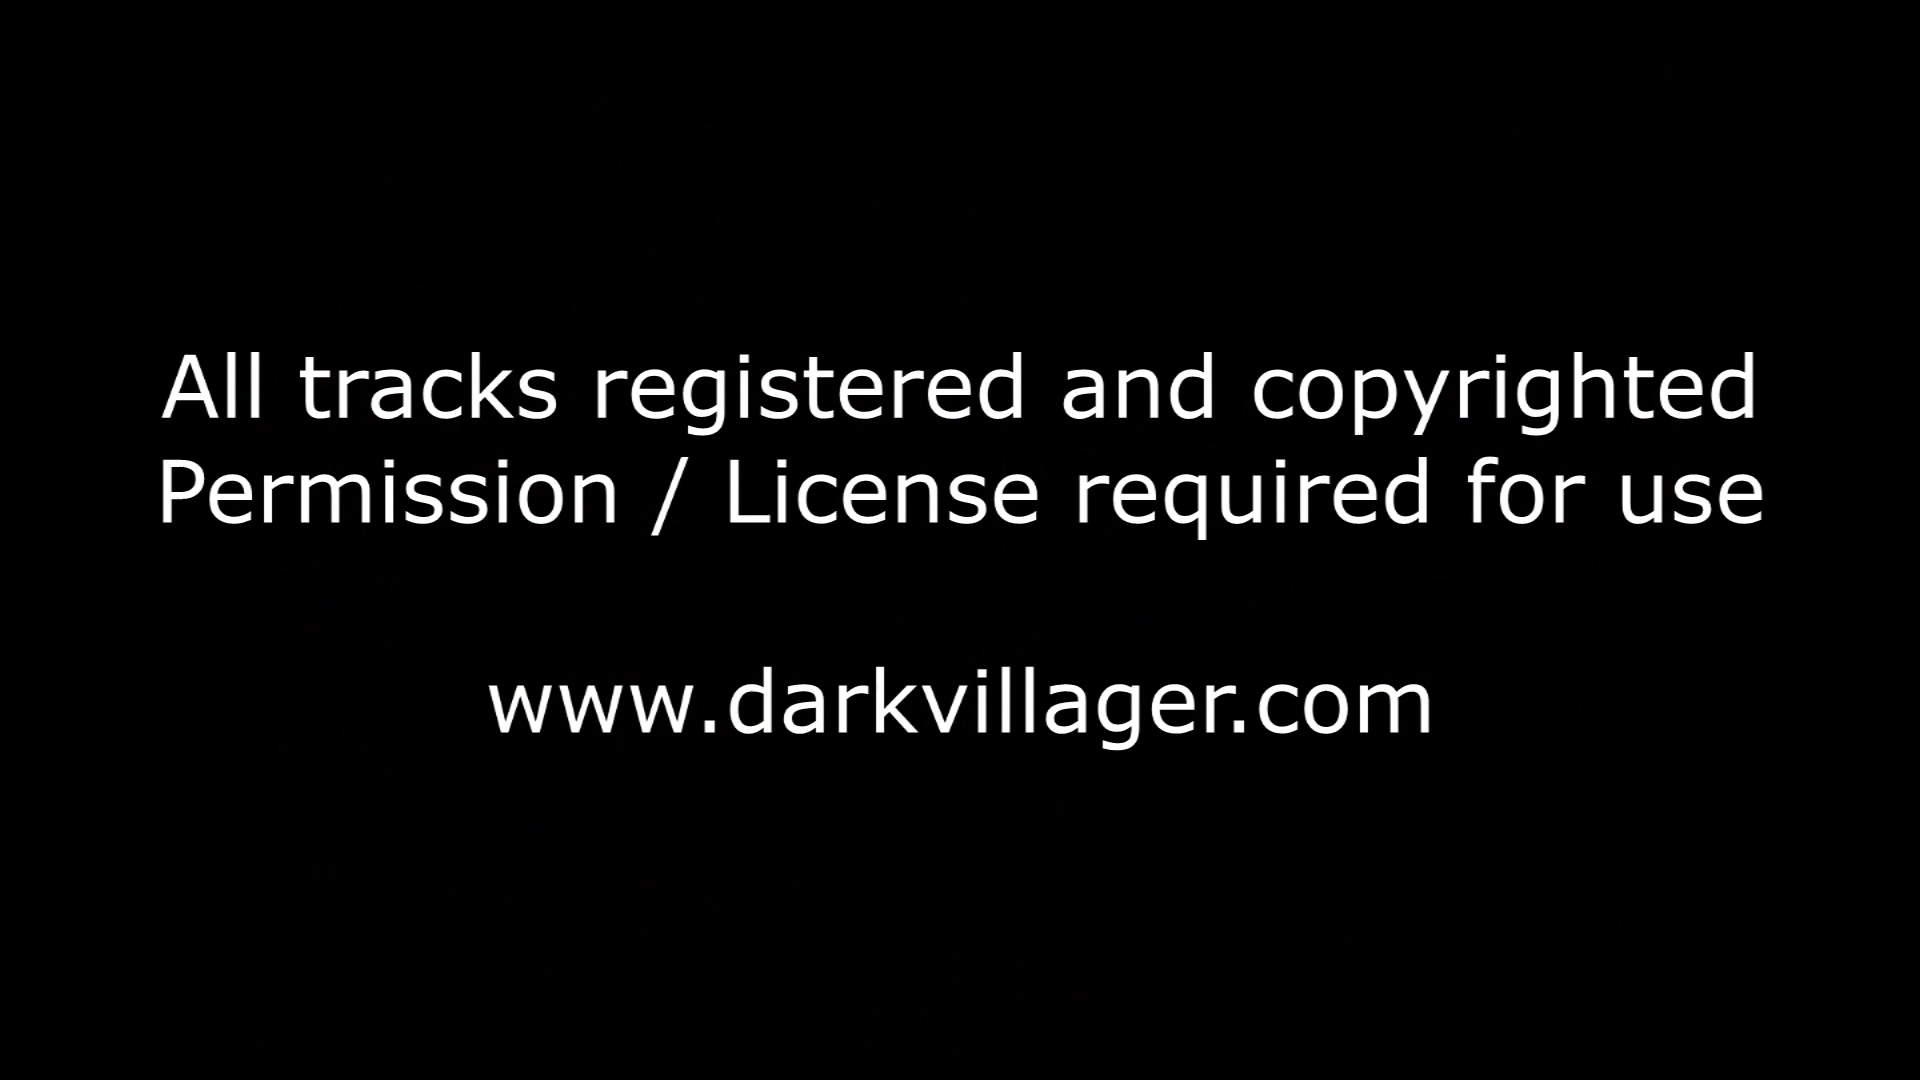 All tracks registered and copyrighted
Permission / License required for use
www.darkvillager.com